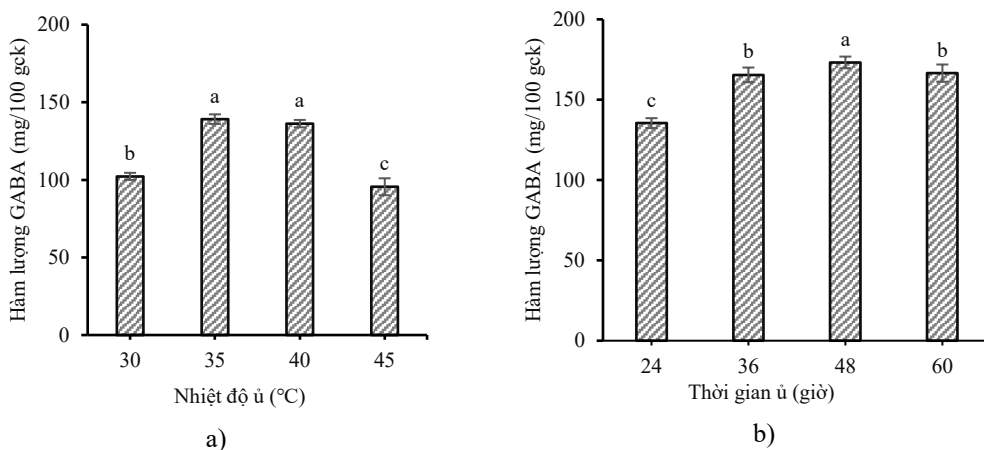 Hàm lượng GABA (mg/100 gck)
200
150
100
50
0
b
a
a
c
30
35
40
45
Nhiệt độ ủ (°C)
a)
Hàm lượng GABA (mg/100 gck)
200
150
100
50
0
c
b
a
b
24
36
48
60
Thời gian ủ (giờ)
b)